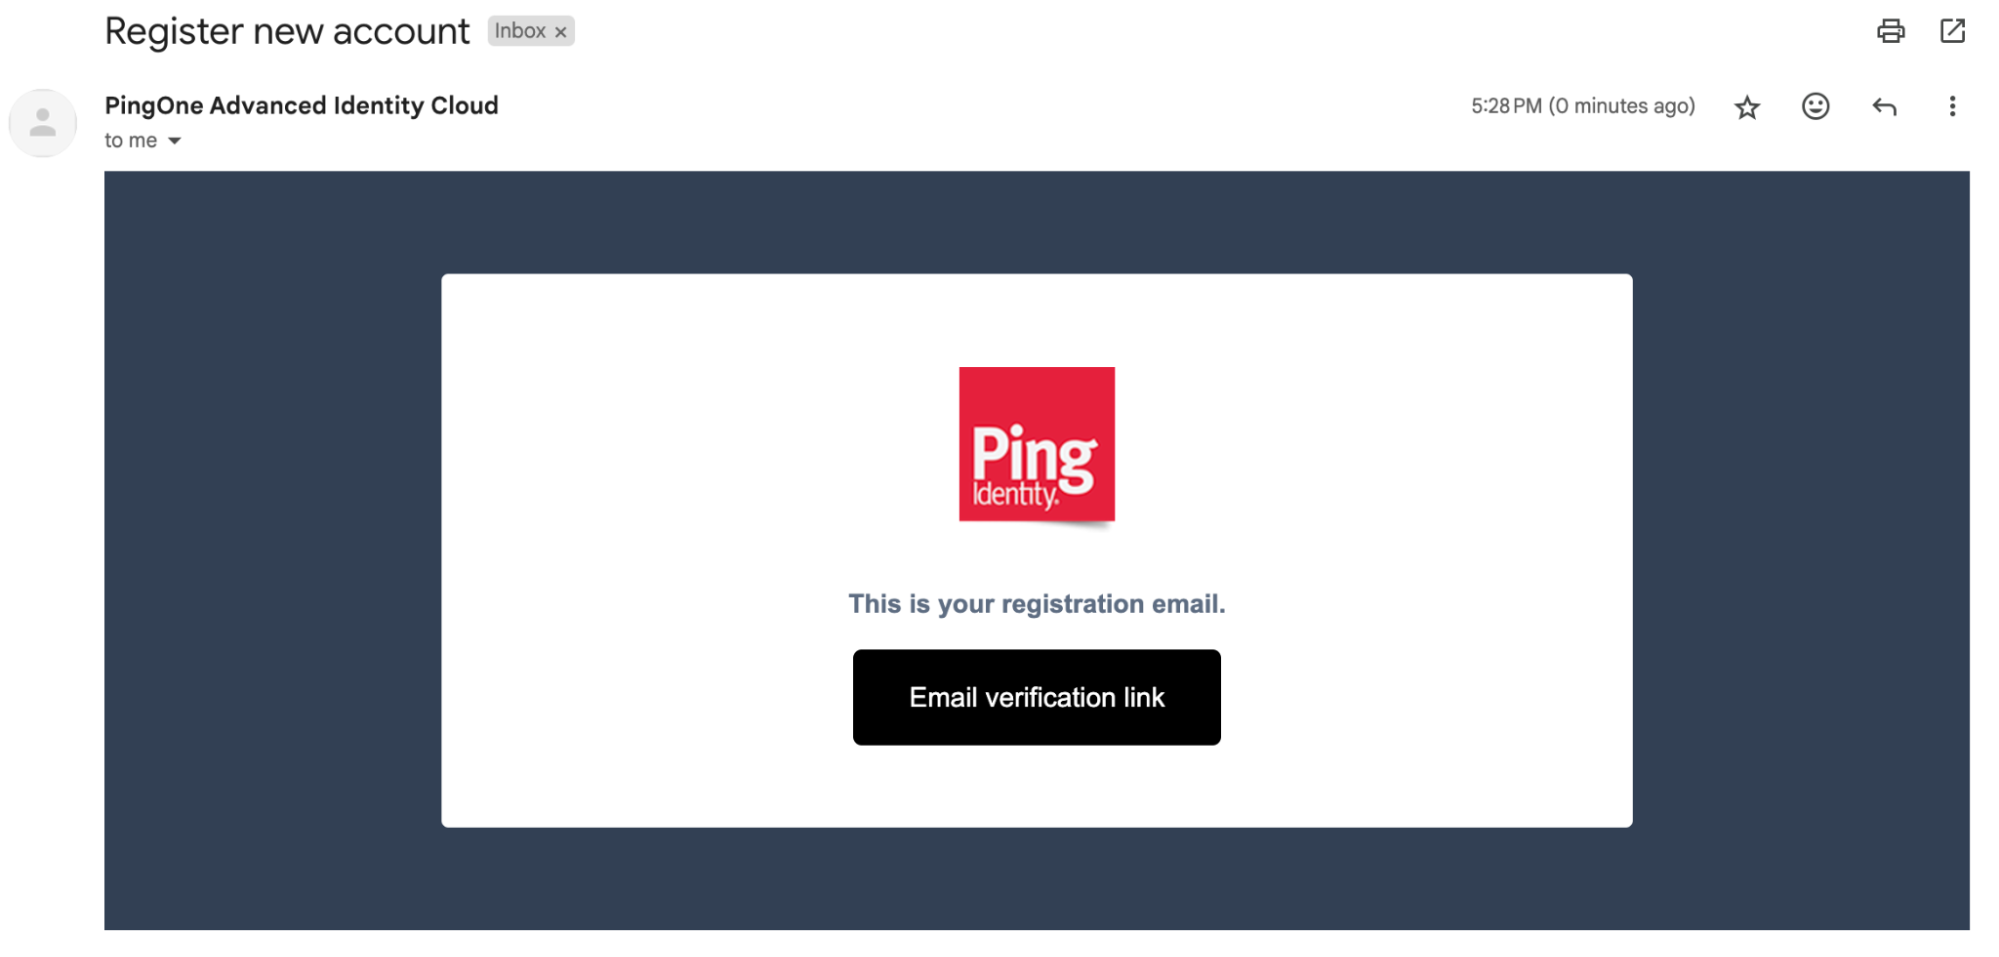 Register new account Inbox ×
PingOne Advanced Identity Cloud 5:28 PM (0 minutes ago)
to me
Ping
Identity.
This is your registration email.
Email verification link